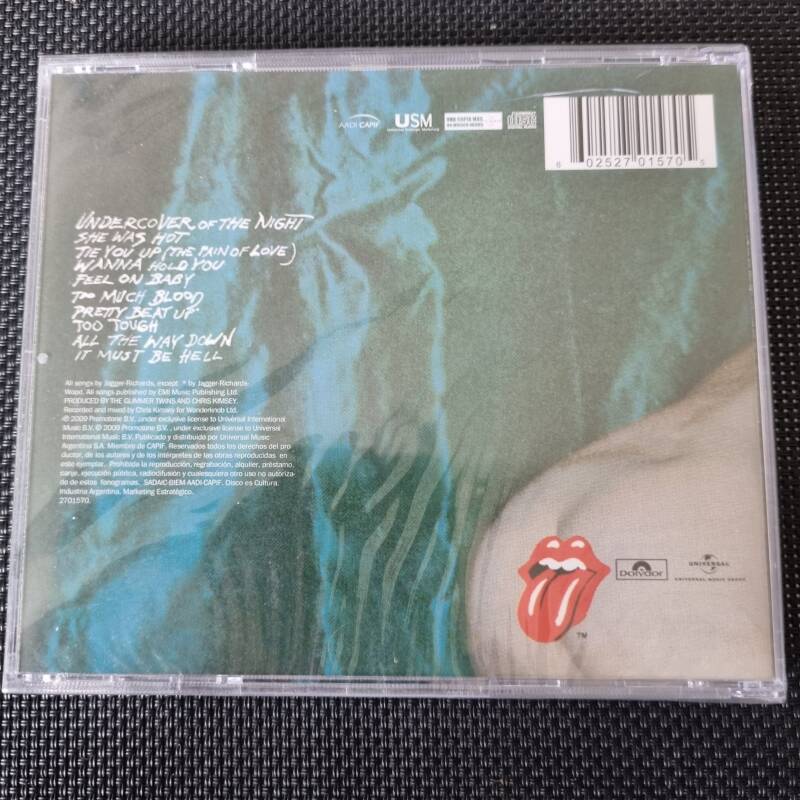 AADI CAPIF
USM
Universal Strategic Marketing
6 02527 01570 5
UNDERCOVER OF THE NIGHT
SHE WAS HOT
TIE YOU UP (THE PAIN OF LOVE)
WANNA HOLD YOU
FEEL ON BABY
TOO MUCH BLOOD
PRETTY BEAT UP
TOO TOUGH
ALL THE WAY DOWN
IT MUST BE HELL
All songs by Jagger-Richards, except * by Jagger-Richards-
Wood. All songs published by EMI Music Publishing Ltd.
PRODUCED BY THE GLIMMER TWINS AND CHRIS KIMSEY.
Recorded and mixed by Chris Kimsey for Wonderknob Ltd.
℗ 2009 Promotone B.V., under exclusive license to Universal International
Music B.V. © 2009 Promotone B.V. , under exclusive license to Universal
International Music B.V. Publicado y distribuido por Universal Music
Argentina S.A. Miembro de CAPIF. Reservados todos los derechos del pro
ductor, de los autores y de los intérpretes de las obras reproducidas en
este ejemplar. Prohibida la reproducción, regrabación, alquiler, préstamo,
canje, ejecución pública, radiodifusión y cualesquiera otro uso no autoriza-
do de estos fonogramas. SADAIC-BIEM-AADI-CAPIF. Disco es Cultura.
Industria Argentina. Marketing Estratégico.
2701570.
Polydor
UNIVERSAL
UNIVERSAL MUSIC GROUP
TM